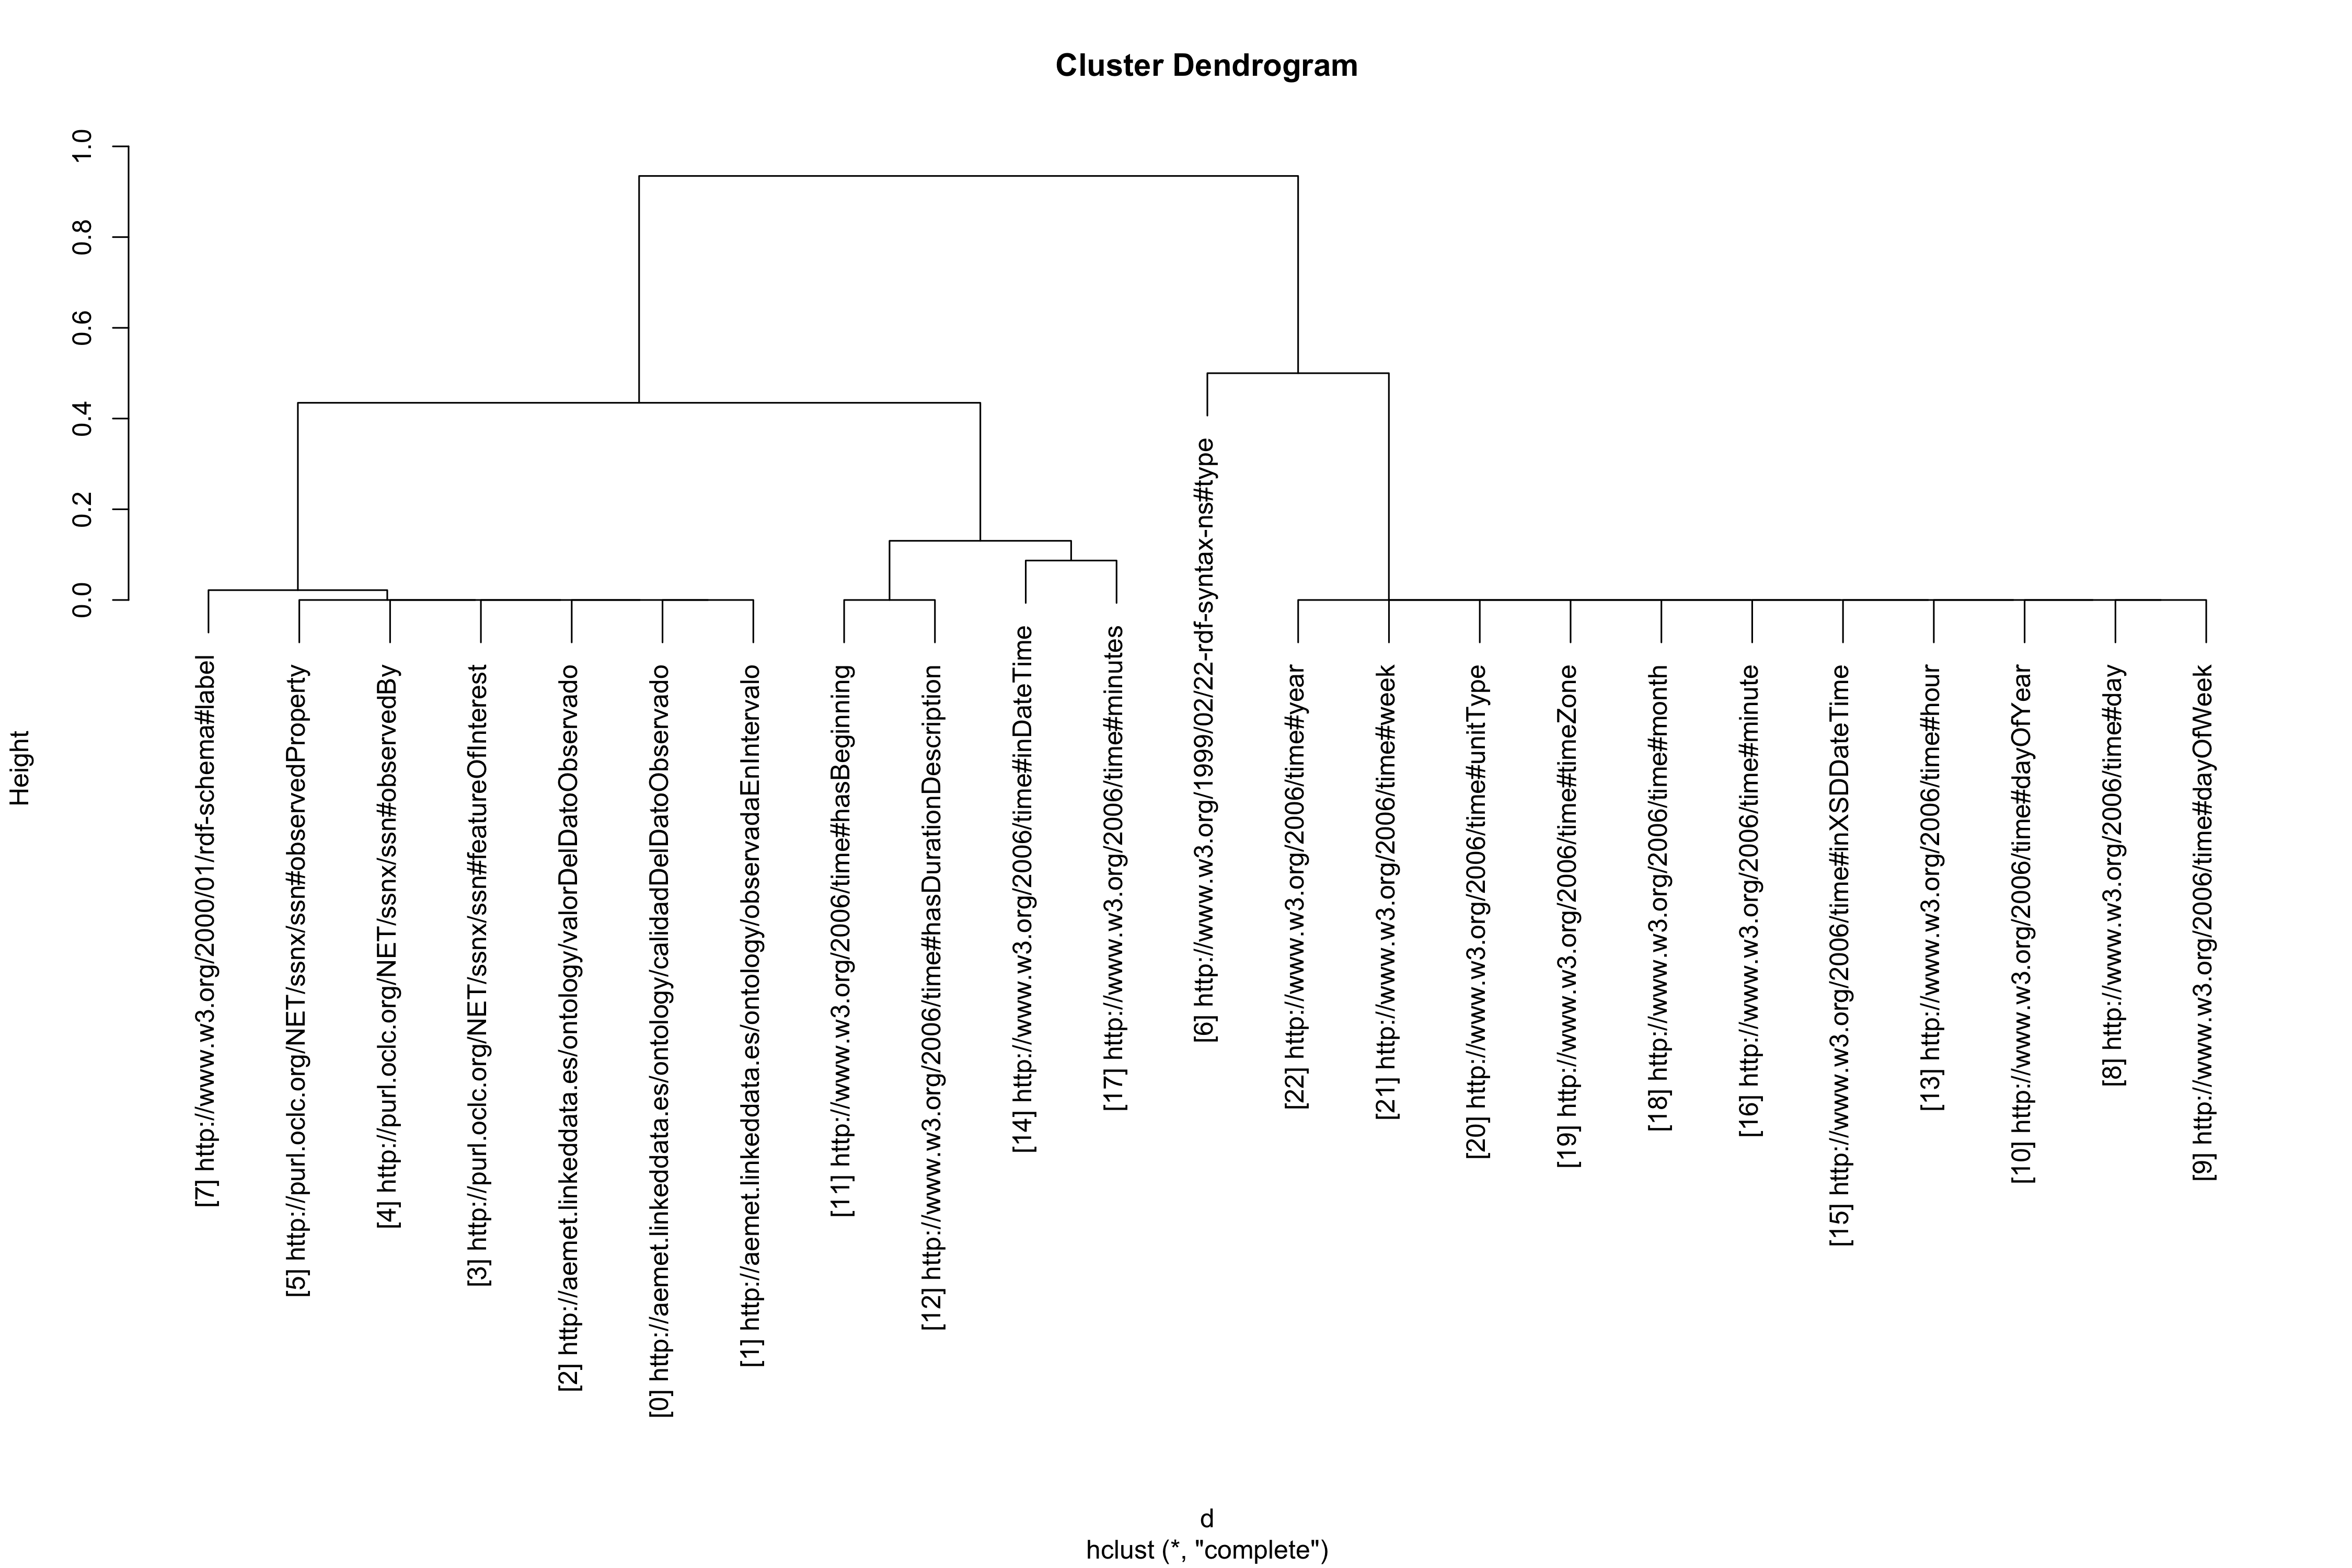 Cluster Dendrogram
Height
1.0
0.8
0.6
0.4
0.2
0.0
[7] http://www.w3.org/2000/01/rdf-schema#label
[5] http://purl.oclc.org/NET/ssnx/ssn#observedProperty
[4] http://purl.oclc.org/NET/ssnx/ssn#observedBy
[3] http://purl.oclc.org/NET/ssnx/ssn#featureOfInterest
[2] http://aemet.linkeddata.es/ontology/valorDelDatoObservado
[0] http://aemet.linkeddata.es/ontology/calidadDelDatoObservado
[1] http://aemet.linkeddata.es/ontology/observadaEnIntervalo
[11] http://www.w3.org/2006/time#hasBeginning
[12] http://www.w3.org/2006/time#hasDurationDescription
[14] http://www.w3.org/2006/time#inDateTime
[17] http://www.w3.org/2006/time#minutes
[6] http://www.w3.org/1999/02/22-rdf-syntax-ns#type
[22] http://www.w3.org/2006/time#year
[21] http://www.w3.org/2006/time#week
[20] http://www.w3.org/2006/time#unitType
[19] http://www.w3.org/2006/time#timeZone
[18] http://www.w3.org/2006/time#month
[16] http://www.w3.org/2006/time#minute
[15] http://www.w3.org/2006/time#inXSDDateTime
[13] http://www.w3.org/2006/time#hour
[10] http://www.w3.org/2006/time#dayOfYear
[8] http://www.w3.org/2006/time#day
[9] http://www.w3.org/2006/time#dayOfWeek
d
hclust (*, "complete")